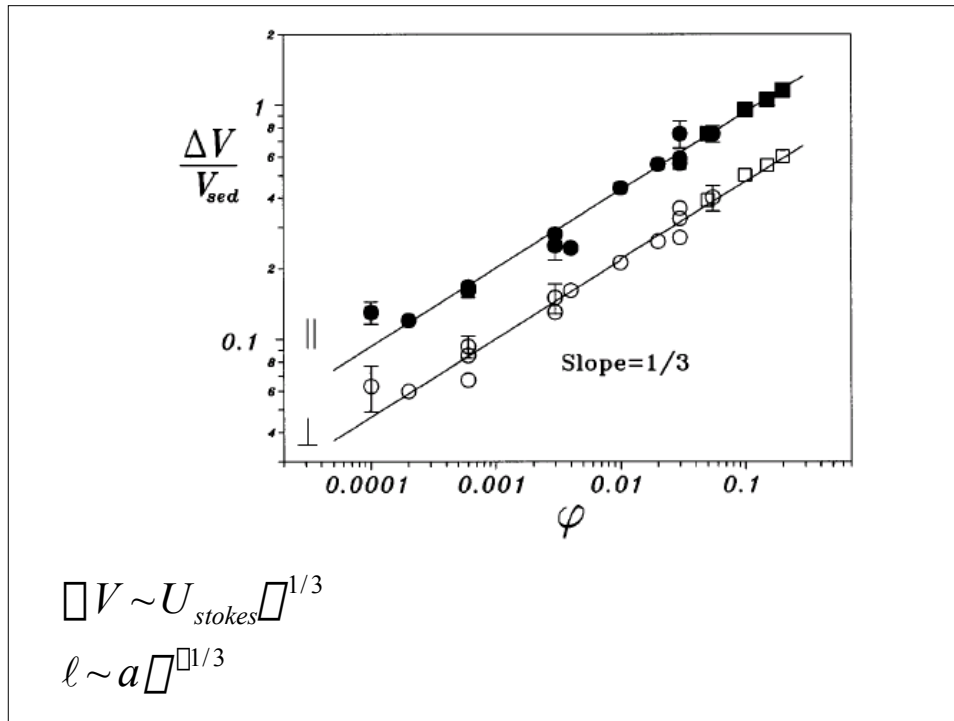 2
1
8
6
4
2
0.1
8
6
4
ΔV
V_sed
||
⊥
Slope=1/3
0.0001 0.001 0.01 0.1
φ
□V ~ U_stokes □^1/3
ℓ ~ a□^□1/3